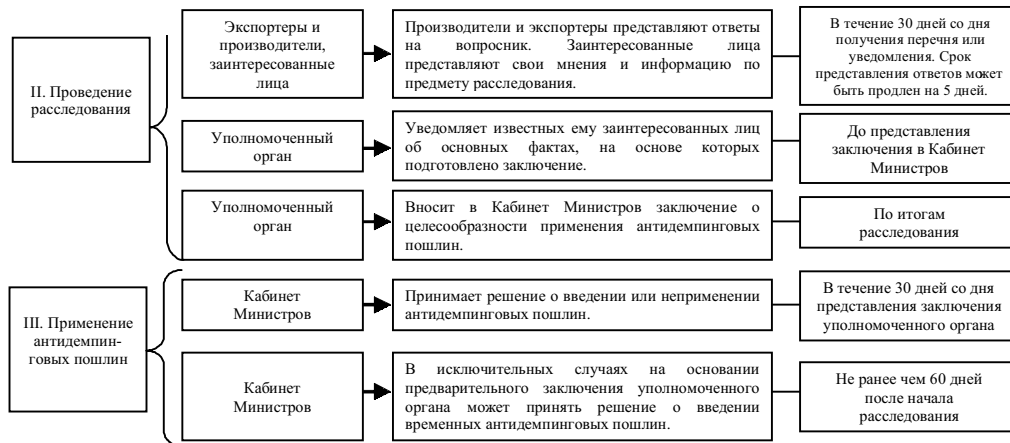 II. Проведение
расследования
Экспортеры и
производители,
заинтересованные
лица
Производители и экспортеры представляют ответы
на вопросник. Заинтересованные лица
представляют свои мнения и информацию по
предмету расследования.
В течение 30 дней со дня
получения перечня или
уведомления. Срок
представления ответов может
быть продлен на 5 дней.
Уполномоченный
орган
Уведомляет известных ему заинтересованных лиц
об основных фактах, на основе которых
подготовлено заключение.
До представления
заключения в Кабинет
Министров
Уполномоченный
орган
Вносит в Кабинет Министров заключение о
целесообразности применения антидемпинговых
пошлин.
По итогам
расследования
III. Применение
антидемпин-
говых пошлин
Кабинет
Министров
Принимает решение о введении или неприменении
антидемпинговых пошлин.
В течение 30 дней со дня
представления заключения
уполномоченного органа
Кабинет
Министров
В исключительных случаях на основании
предварительного заключения уполномоченного
органа может принять решение о введении
временных антидемпинговых пошлин.
Не ранее чем 60 дней
после начала
расследования